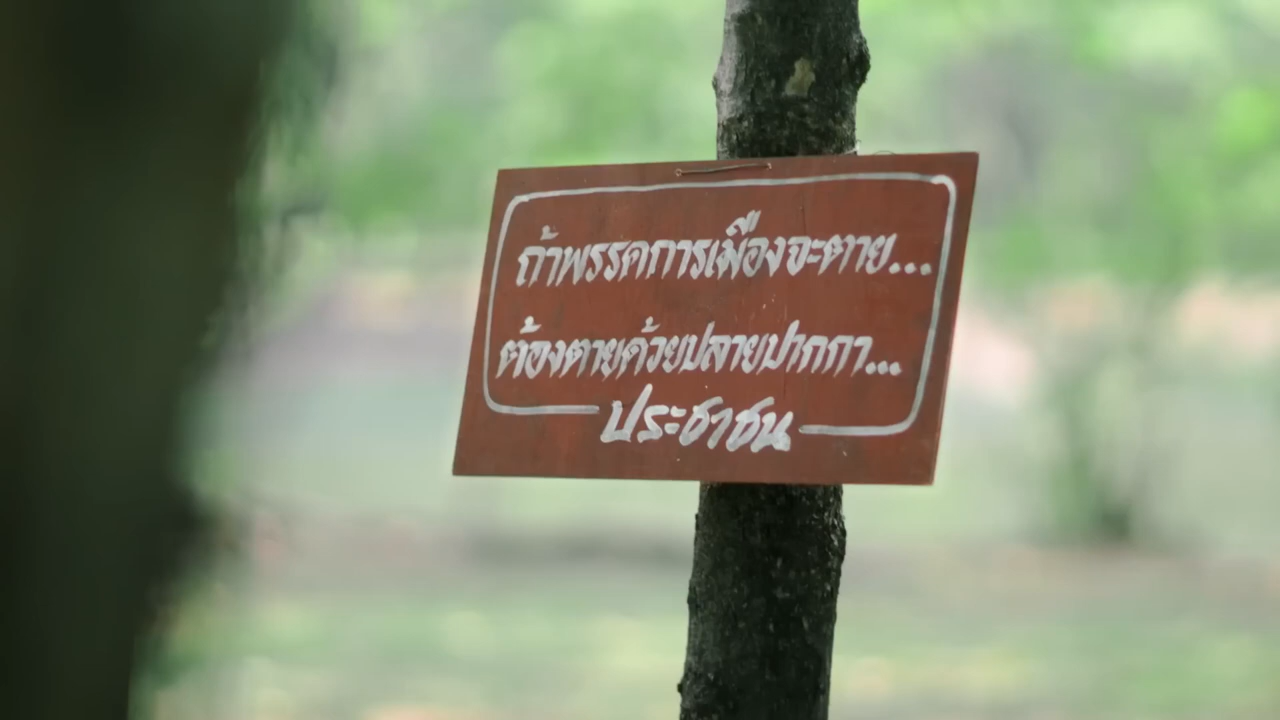 ถ้าพรรคการเมืองจะตาย...
ต้องตายด้วยปลายปากกา...
ประชาชน